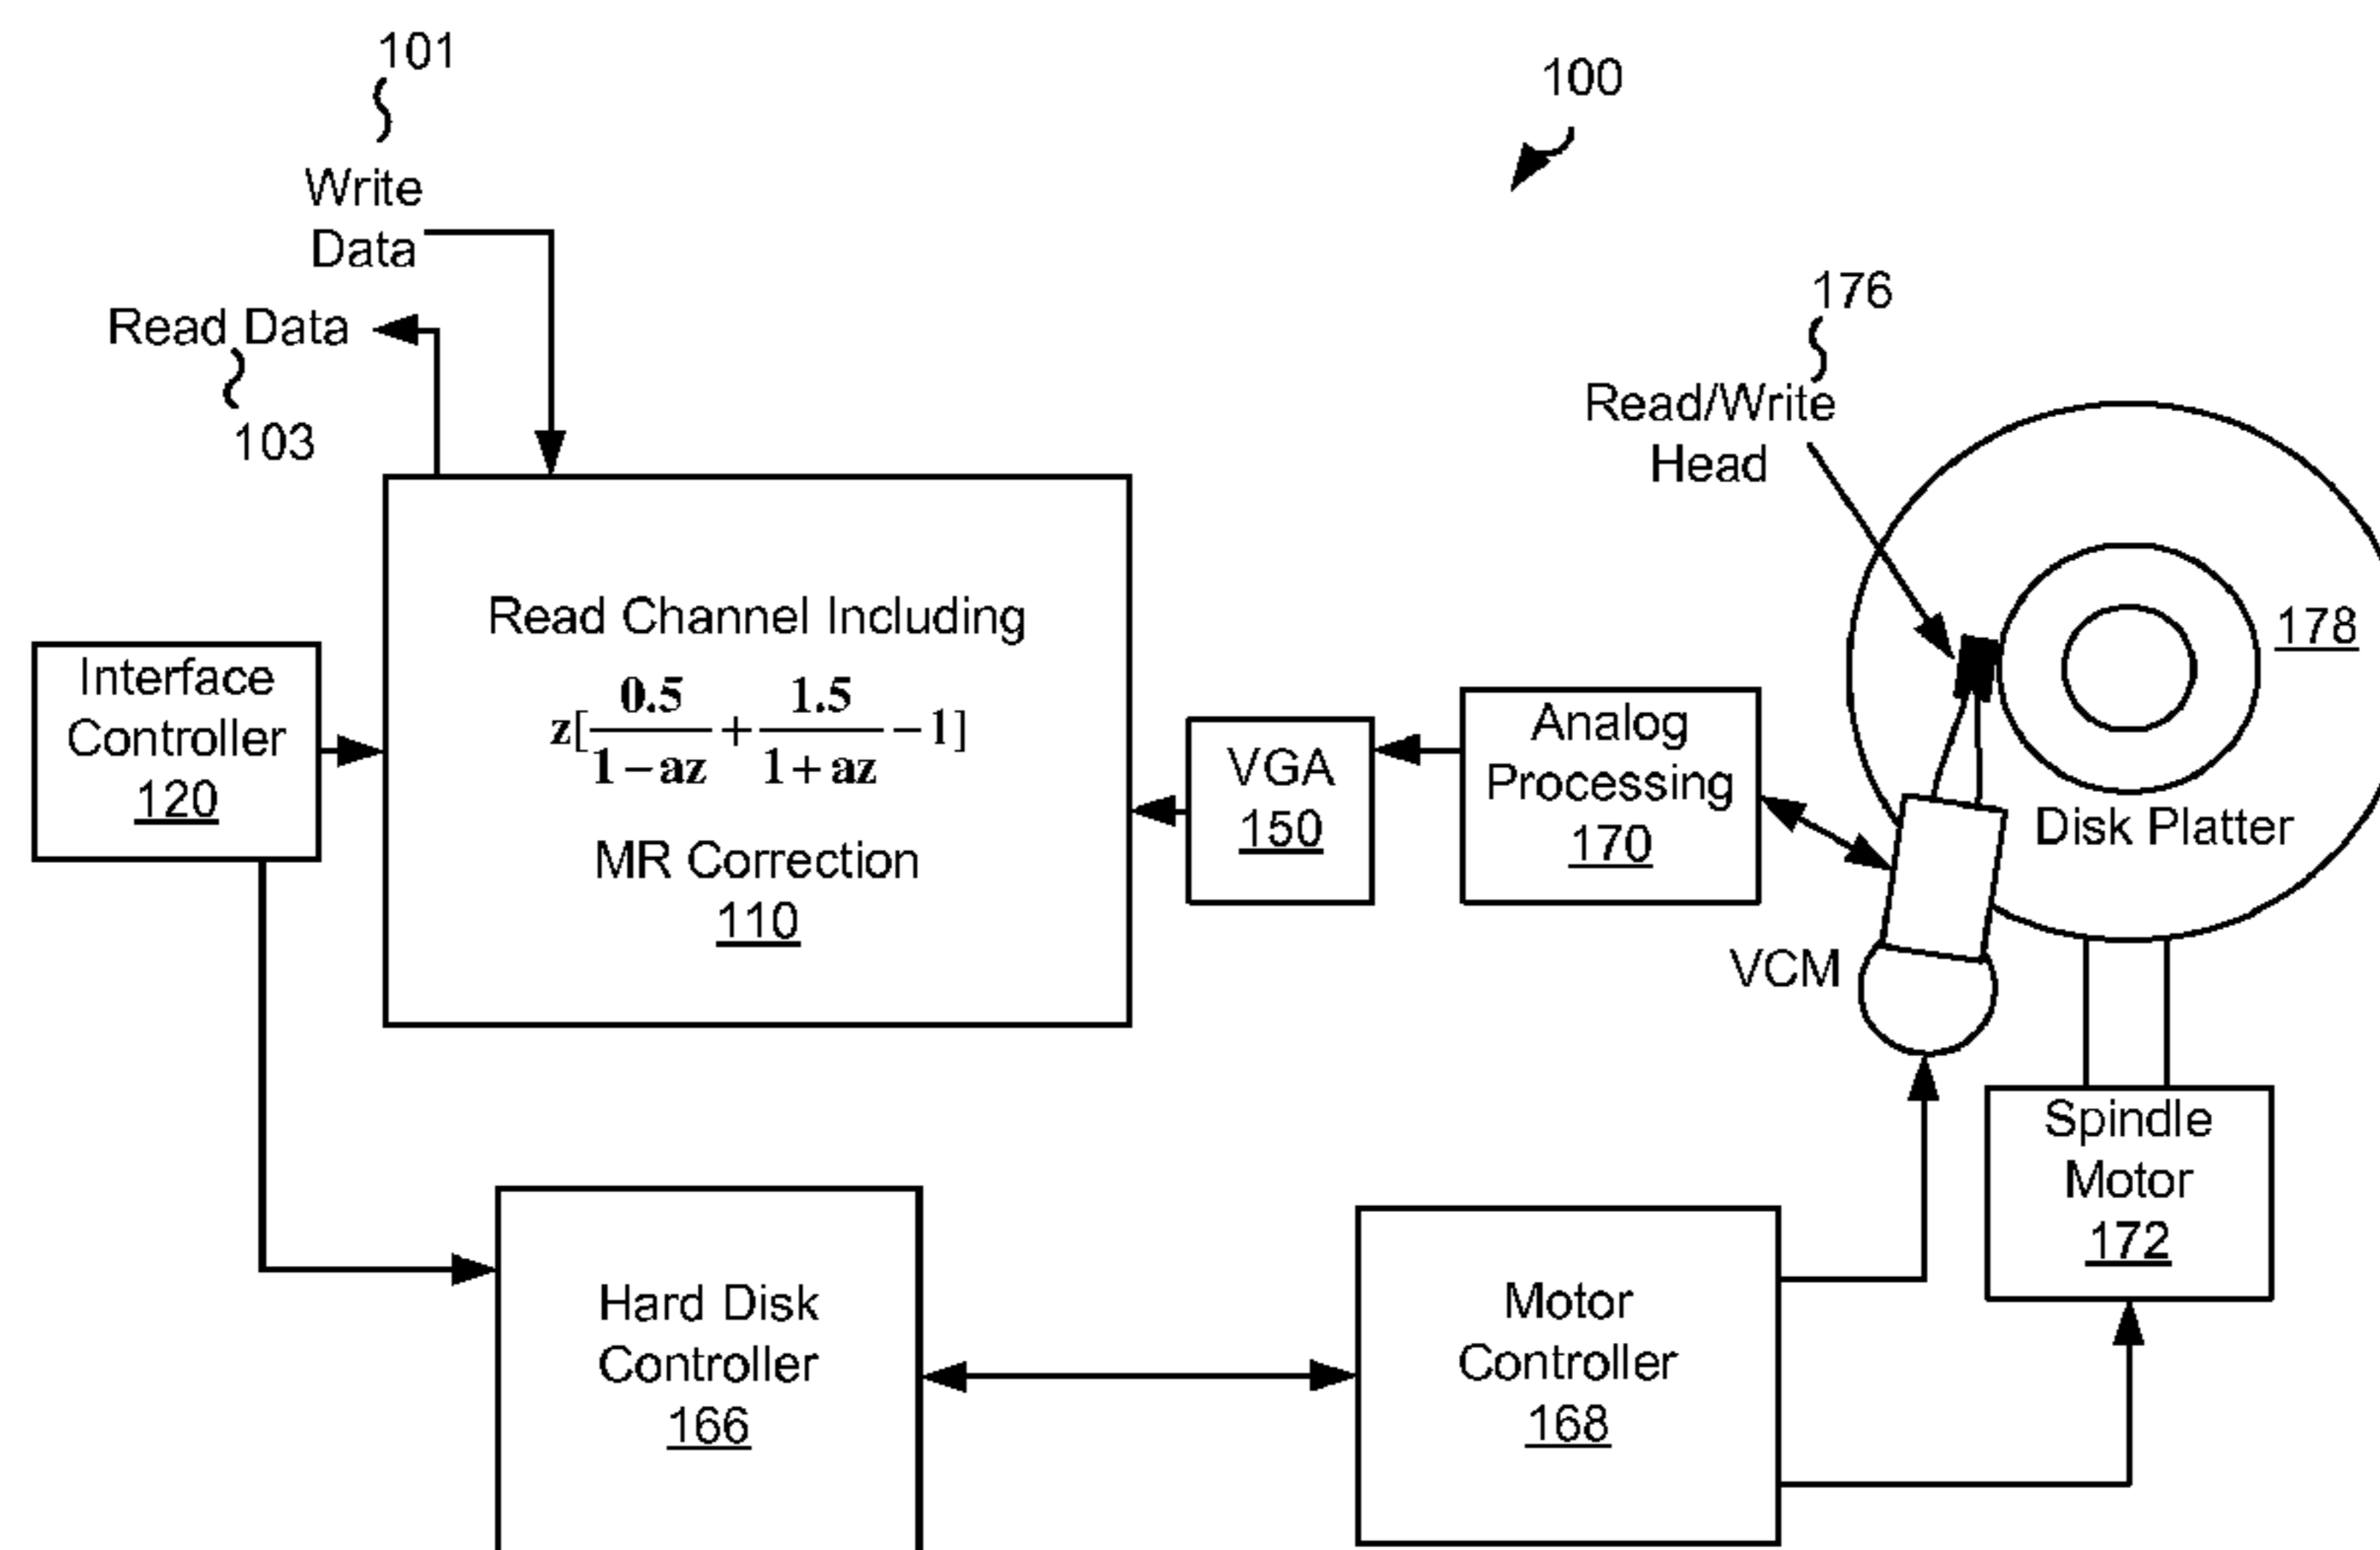 101
100
Write
Data
176
Read Data
Read/Write
Head
103
Read Channel Including
z[0.5/(1−az) + 1.5/(1+az) − 1]
MR Correction
110
Interface
Controller
120
VGA
150
Analog
Processing
170
178
Disk Platter
VCM
Spindle
Motor
172
Hard Disk
Controller
166
Motor
Controller
168